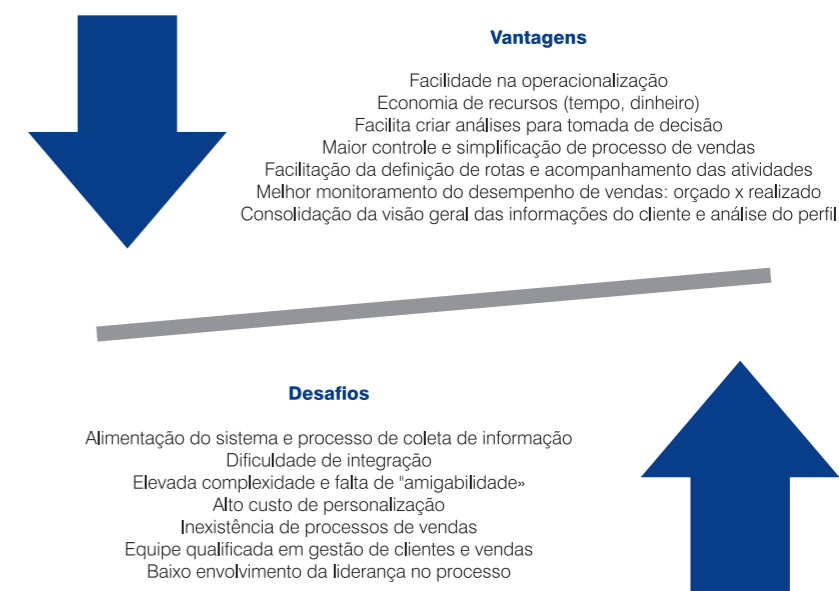 Vantagens
Facilidade na operacionalização
Economia de recursos (tempo, dinheiro)
Facilita criar análises para tomada de decisão
Maior controle e simplificação de processo de vendas
Facilitação da definição de rotas e acompanhamento das atividades
Melhor monitoramento do desempenho de vendas: orçado x realizado
Consolidação da visão geral das informações do cliente e análise do perfil
Desafios
Alimentação do sistema e processo de coleta de informação
Dificuldade de integração
Elevada complexidade e falta de "amigabilidade»
Alto custo de personalização
Inexistência de processos de vendas
Equipe qualificada em gestão de clientes e vendas
Baixo envolvimento da liderança no processo